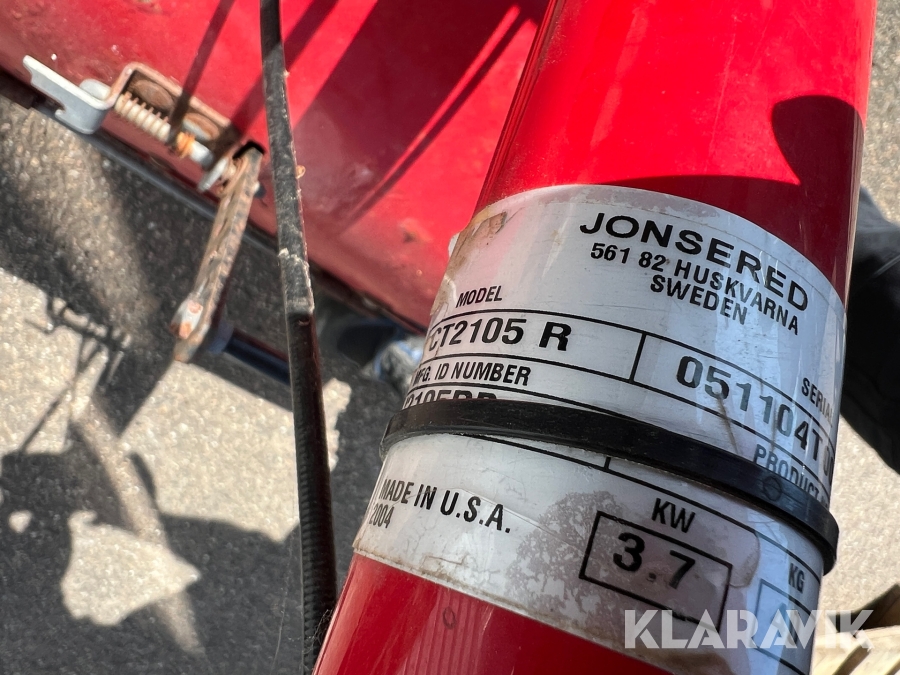 JONSERED
561 82 HUSKVARNA
SWEDEN
MODEL
CT2105 R
SERIAL
051104T
MFG. ID NUMBER
PRODUCT
MADE IN U.S.A.
2004
KW
3.7
KG
KLARAVIK